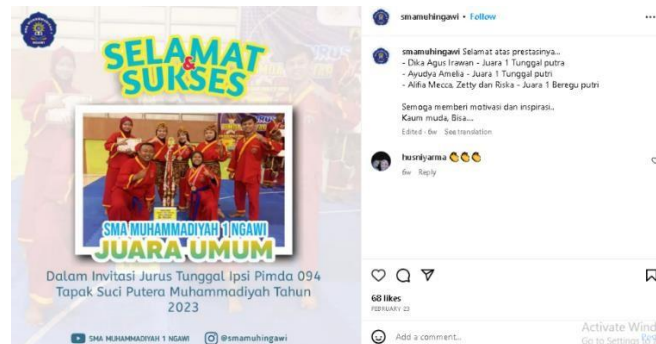 SELAMAT
&
SUKSES
SMA MUHAMMADIYAH 1 NGAWI
JUARA UMUM
Dalam Invitasi Jurus Tunggal Ipsi Pimda 094
Tapak Suci Putera Muhammadiyah Tahun
2023
SMA MUHAMMADIYAH 1 NGAWI @smamuhingawi
smamuhingawi • Follow
smamuhingawi Selamat atas prestasinya...
- Dika Agus Irawan - Juara 1 Tunggal putra
- Ayudya Amelia - Juara 1 Tunggal putri
- Alifia Mecca, Zetty dan Riska - Juara 1 Beregu putri
Semoga memberi motivasi dan inspirasi..
Kaum muda, Bisa...
Edited · 6w See translation
husniyarma 👏👏👏
6w Reply
68 likes
FEBRUARY 23
Add a comment...
Activate Wind
Go to Settings to